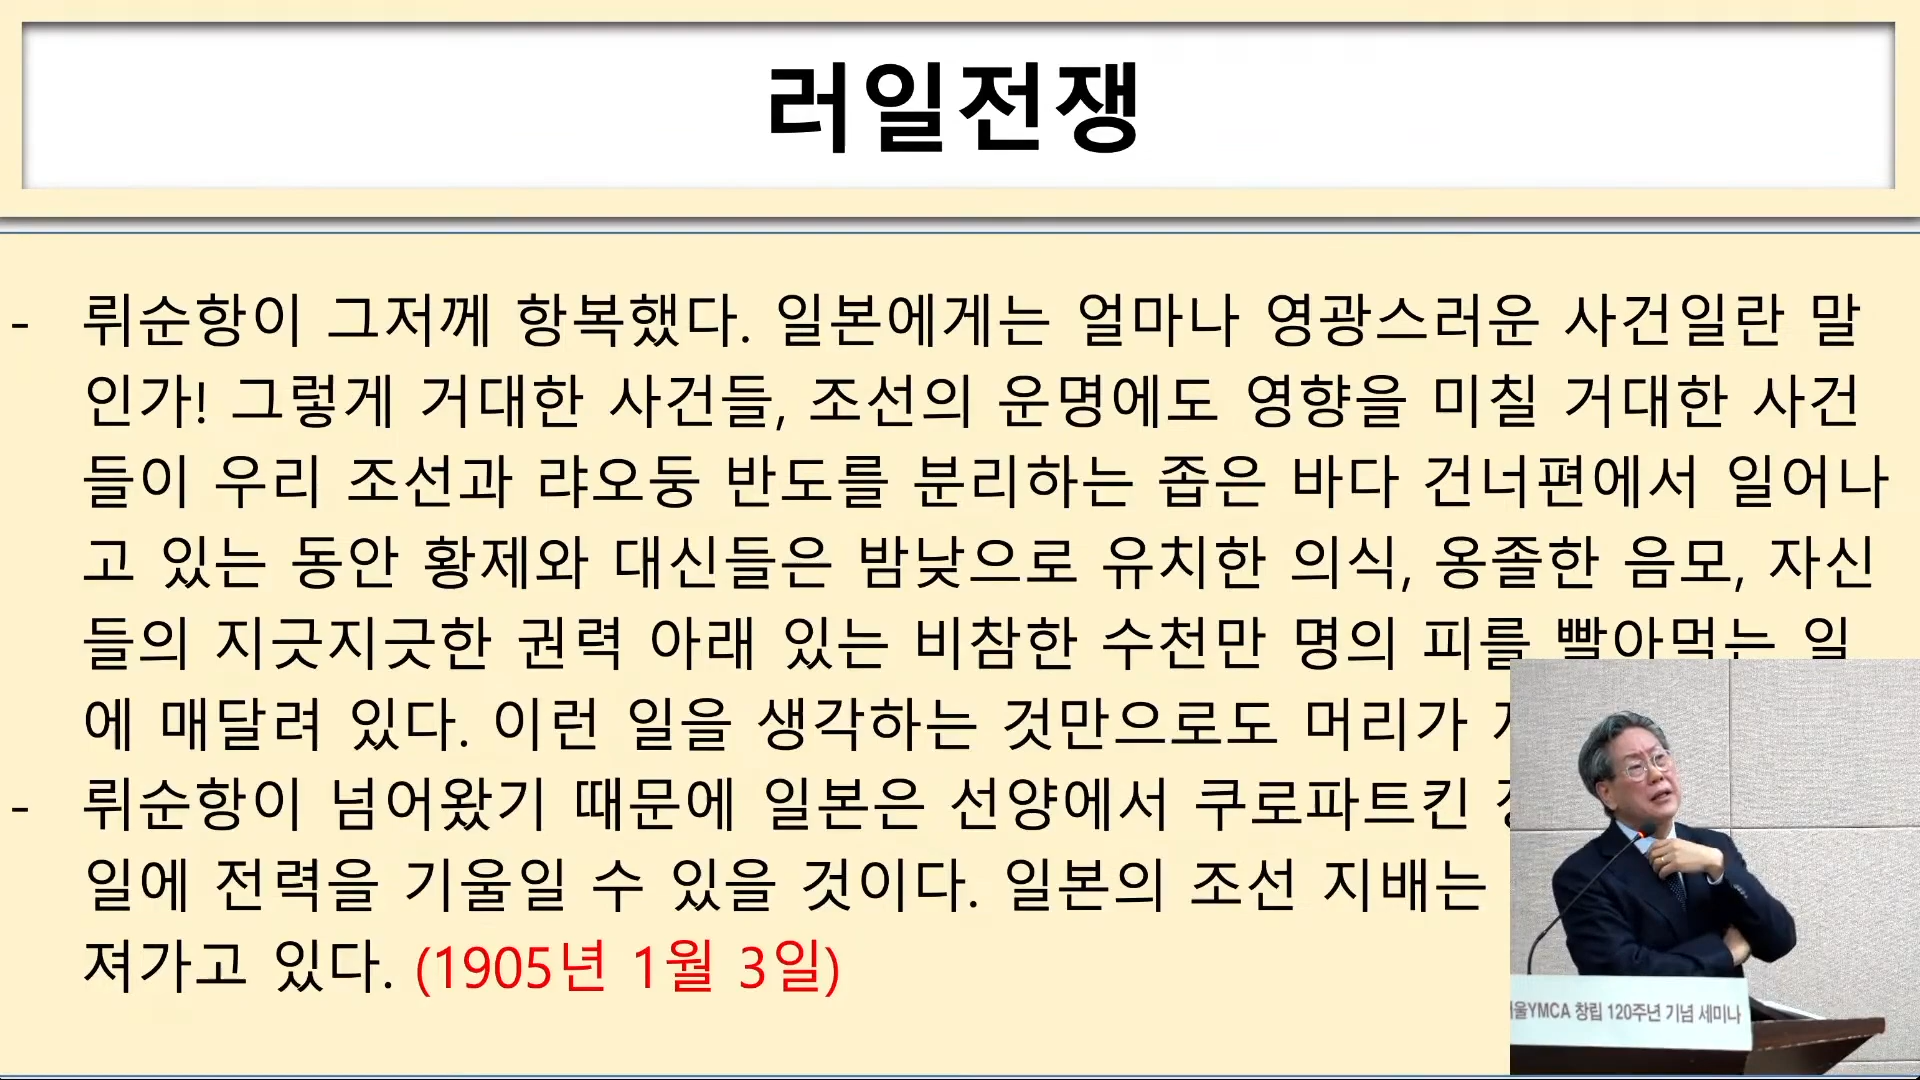 러일전쟁
- 뤼순항이 그저께 항복했다. 일본에게는 얼마나 영광스러운 사건일란 말
인가! 그렇게 거대한 사건들, 조선의 운명에도 영향을 미칠 거대한 사건
들이 우리 조선과 랴오둥 반도를 분리하는 좁은 바다 건너편에서 일어나
고 있는 동안 황제와 대신들은 밤낮으로 유치한 의식, 옹졸한 음모, 자신
들의 지긋지긋한 권력 아래 있는 비참한 수천만 명의 피를 빨아먹는 일
에 매달려 있다. 이런 일을 생각하는 것만으로도 머리가
- 뤼순항이 넘어왔기 때문에 일본은 선양에서 쿠로파트킨
일에 전력을 기울일 수 있을 것이다. 일본의 조선 지배는
져가고 있다. (1905년 1월 3일)
울YMCA 창립 120주년 기념 세미나